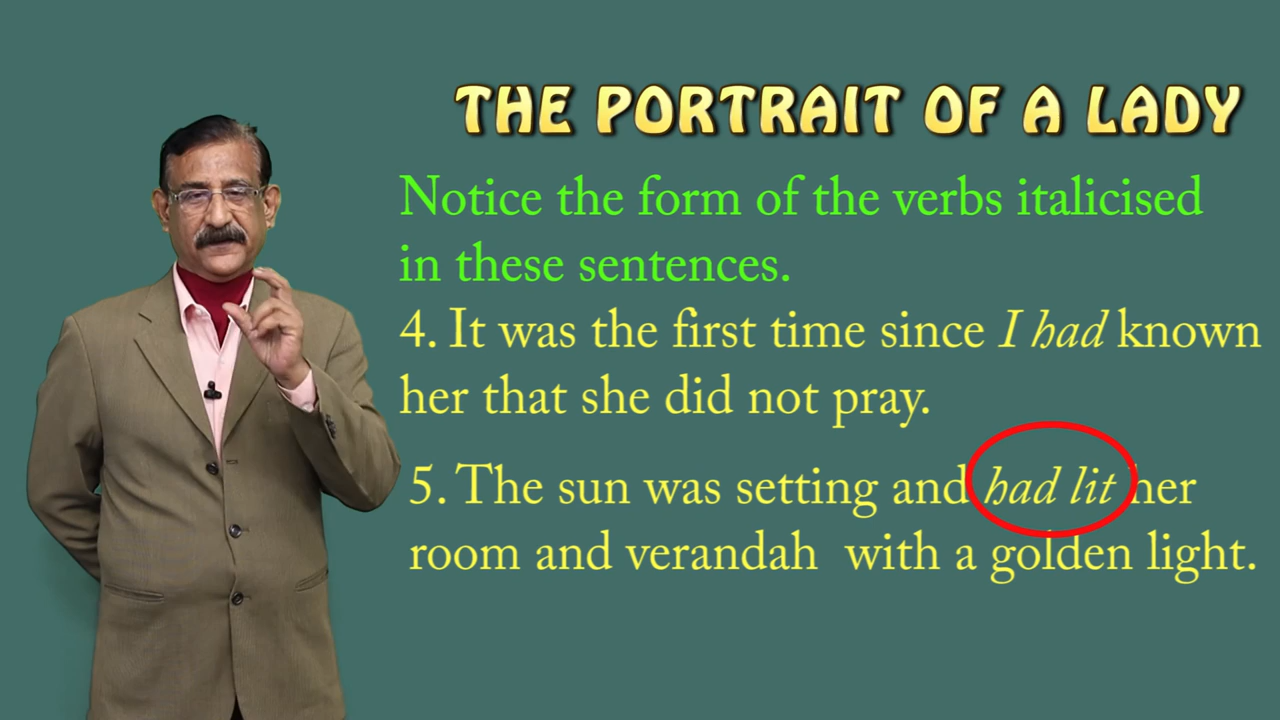 THE PORTRAIT OF A LADY
Notice the form of the verbs italicised
in these sentences.
4. It was the first time since I had known
her that she did not pray.
5. The sun was setting and had lit her
room and verandah with a golden light.